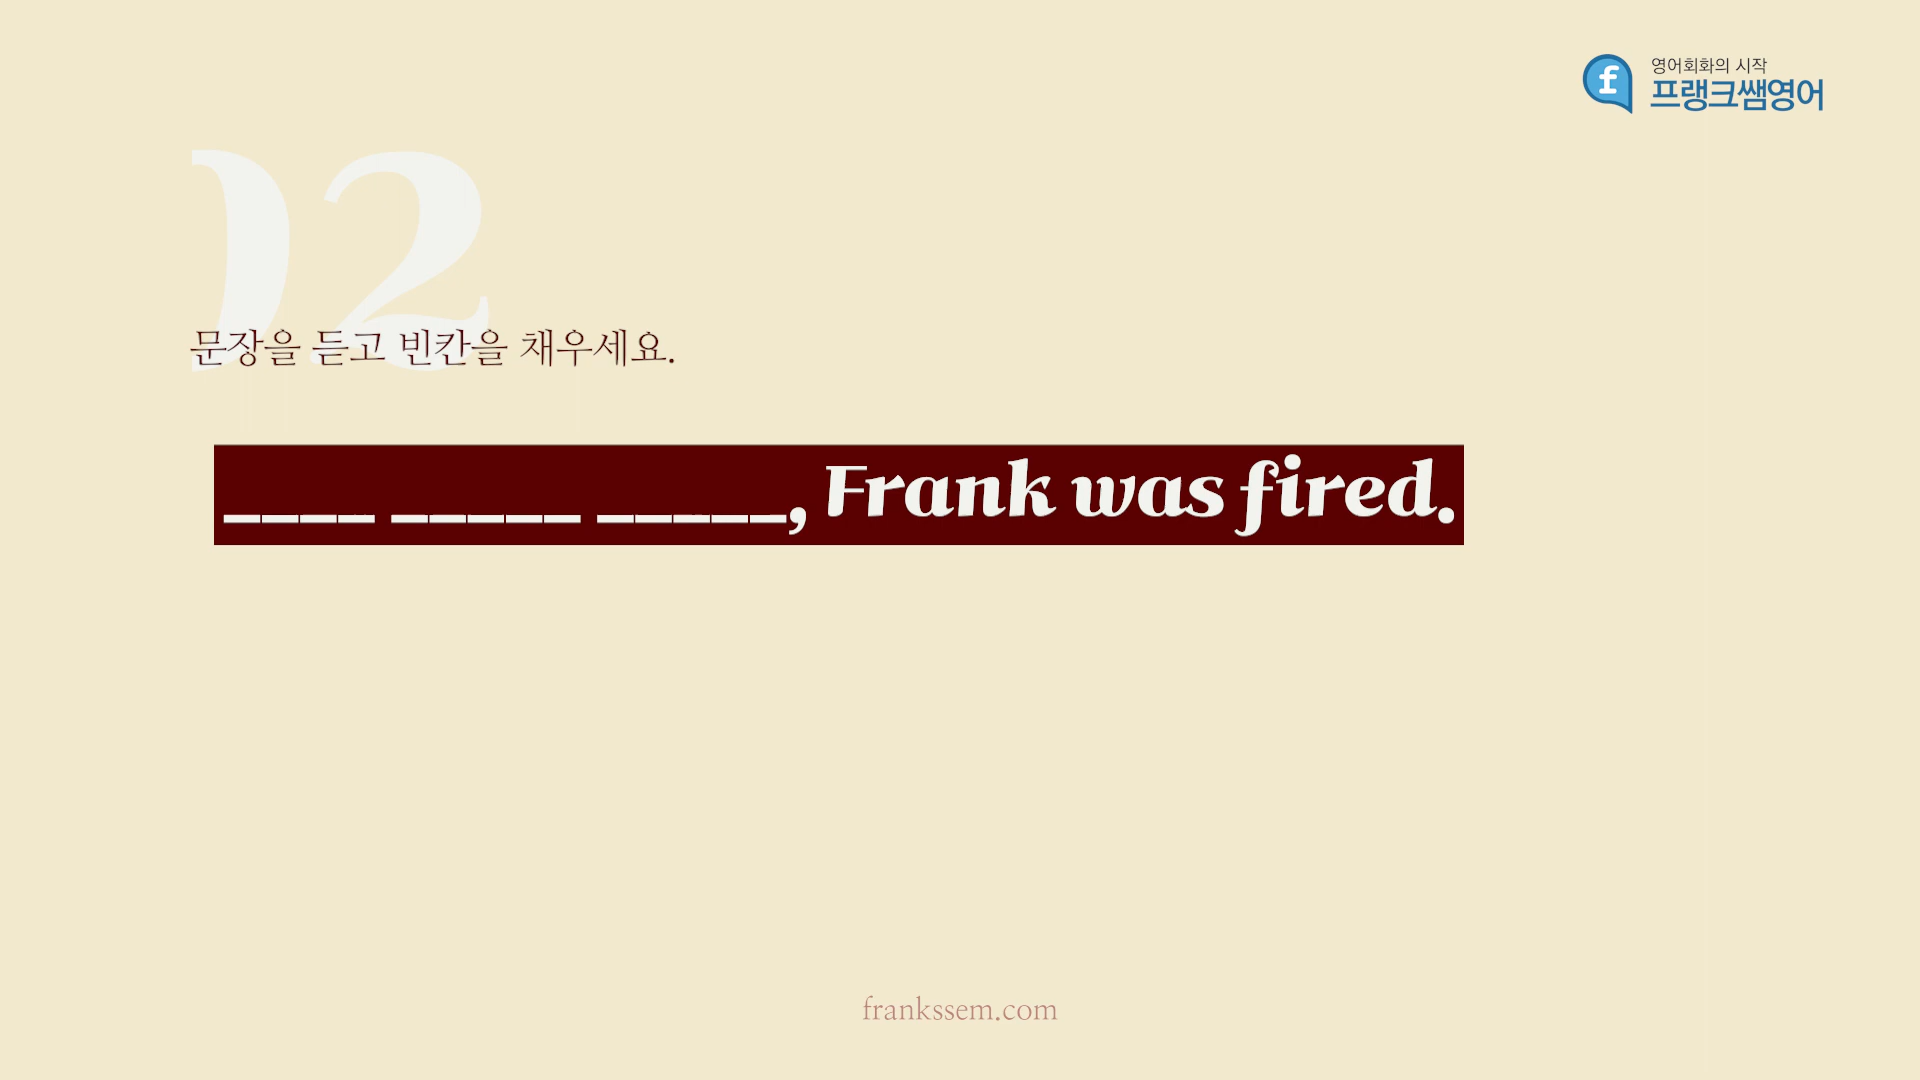 영어회화의 시작
프랭크쌤영어
02
문장을 듣고 빈칸을 채우세요.
____ _____ _____, Frank was fired.
frankssem.com